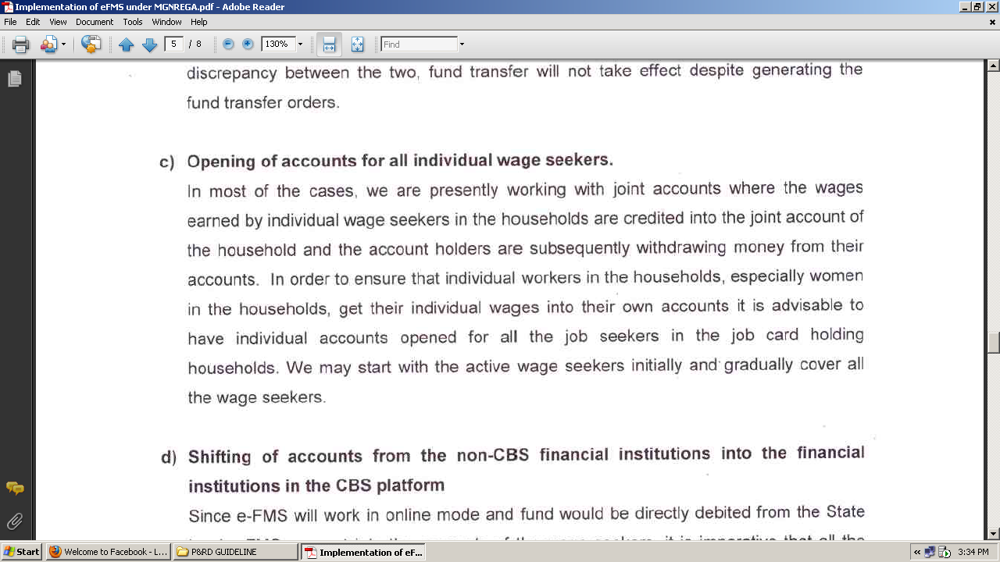 Implementation of eFMS under MGNREGA.pdf - Adobe Reader
File Edit View Document Tools Window Help
5 / 8 130% Find
discrepancy between the two, fund transfer will not take effect despite generating the
fund transfer orders.
c) Opening of accounts for all individual wage seekers.
In most of the cases, we are presently working with joint accounts where the wages
earned by individual wage seekers in the households are credited into the joint account of
the household and the account holders are subsequently withdrawing money from their
accounts. In order to ensure that individual workers in the households, especially women
in the households, get their individual wages into their own accounts it is advisable to
have individual accounts opened for all the job seekers in the job card holding
households. We may start with the active wage seekers initially and gradually cover all
the wage seekers.
d) Shifting of accounts from the non-CBS financial institutions into the financial
institutions in the CBS platform
Since e-FMS will work in online mode and fund would be directly debited from the State
Start Welcome to Facebook - L... P&RD GUIDELINE Implementation of eF... « 3:34 PM